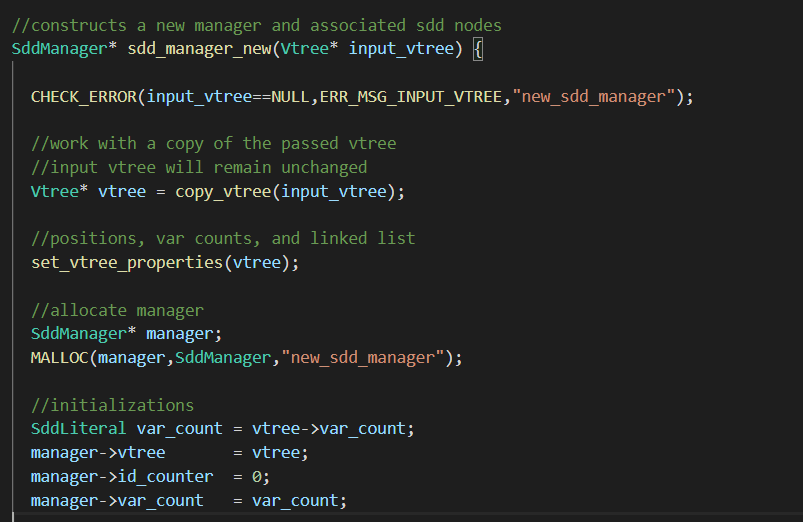 //constructs a new manager and associated sdd nodes
SddManager* sdd_manager_new(Vtree* input_vtree) {
CHECK_ERROR(input_vtree==NULL,ERR_MSG_INPUT_VTREE,"new_sdd_manager");
//work with a copy of the passed vtree
//input vtree will remain unchanged
Vtree* vtree = copy_vtree(input_vtree);
//positions, var counts, and linked list
set_vtree_properties(vtree);
//allocate manager
SddManager* manager;
MALLOC(manager,SddManager,"new_sdd_manager");
//initializations
SddLiteral var_count = vtree->var_count;
manager->vtree       = vtree;
manager->id_counter  = 0;
manager->var_count   = var_count;